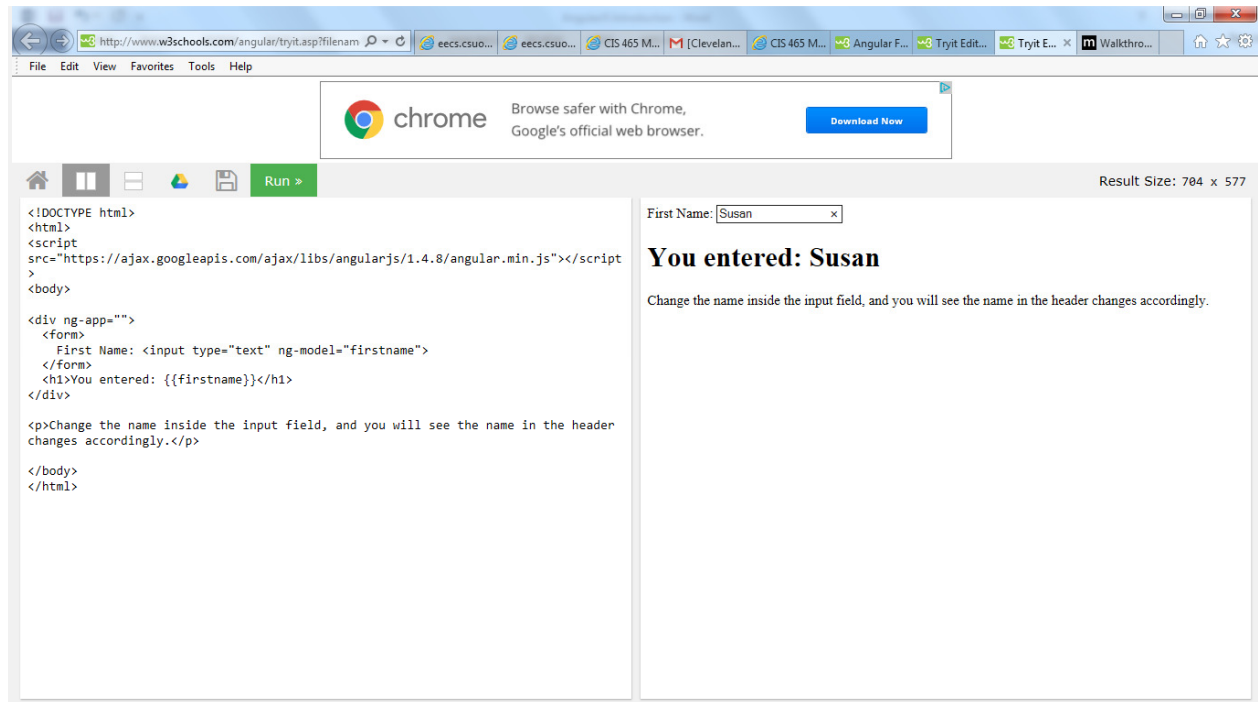 http://www.w3schools.com/angular/tryit.asp?filenam
eecs.csuo...
eecs.csuo...
CIS 465 M...
[Clevelan...
CIS 465 M...
Angular F...
Tryit Edit...
Tryit E...
Walkthro...
File Edit View Favorites Tools Help
chrome
Browse safer with Chrome,
Google's official web browser.
Download Now
Run »
Result Size: 704 x 577
<!DOCTYPE html>
<html>
<script
src="https://ajax.googleapis.com/ajax/libs/angularjs/1.4.8/angular.min.js"></script
>
<body>
<div ng-app="">
<form>
First Name: <input type="text" ng-model="firstname">
</form>
<h1>You entered: {{firstname}}</h1>
</div>
<p>Change the name inside the input field, and you will see the name in the header
changes accordingly.</p>
</body>
</html>
First Name: Susan
You entered: Susan
Change the name inside the input field, and you will see the name in the header changes accordingly.